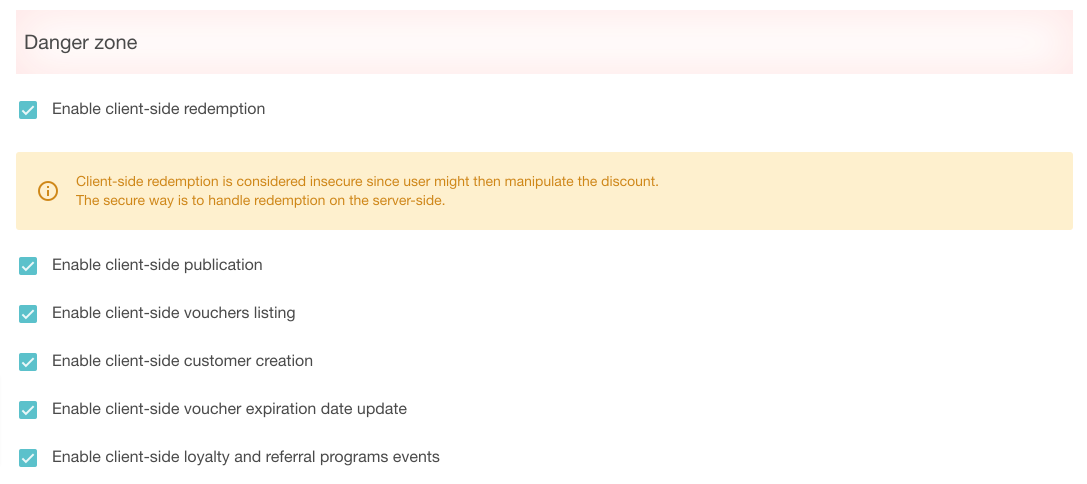 Danger zone
Enable client-side redemption
Client-side redemption is considered insecure since user might then manipulate the discount.
The secure way is to handle redemption on the server-side.
Enable client-side publication
Enable client-side vouchers listing
Enable client-side customer creation
Enable client-side voucher expiration date update
Enable client-side loyalty and referral programs events